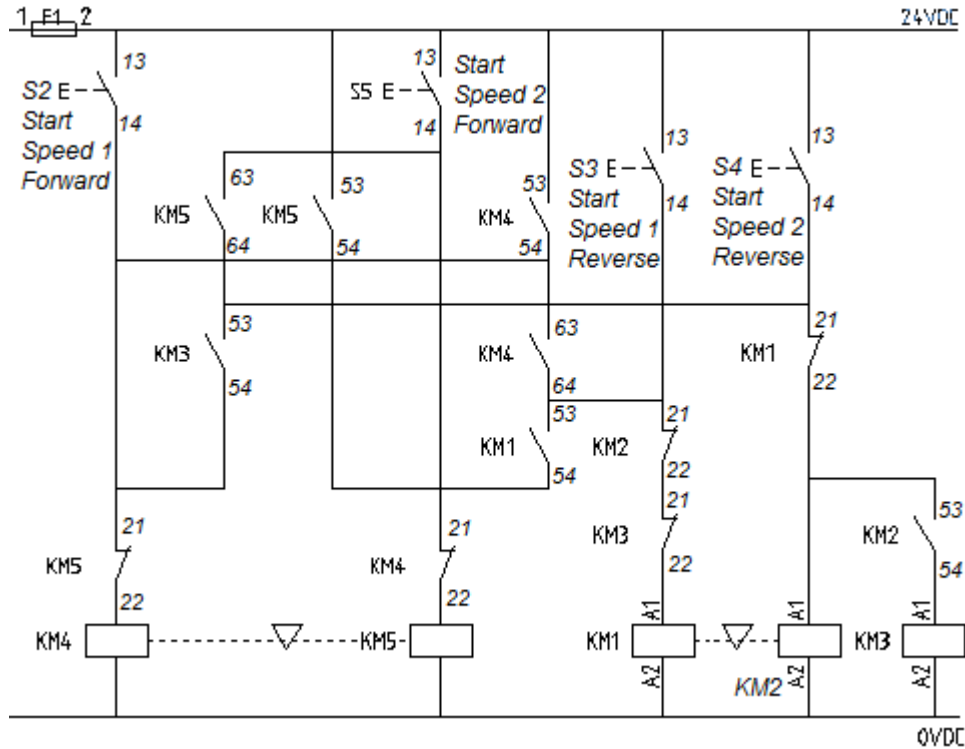 1 F1 2
24VDC
13
S2 E
14
Start
Speed 1
Forward
13
S5 E
14
Start
Speed 2
Forward
63
KM5
64
53
KM5
54
53
KM4
54
13
S3 E
14
Start
Speed 1
Reverse
13
S4 E
14
Start
Speed 2
Reverse
53
KM3
54
63
KM4
64
21
KM1
22
53
KM1
54
21
KM2
22
21
KM3
22
53
KM2
54
21
KM5
22
21
KM4
22
KM4
KM5
A1
KM1
A2
A1
KM2
A2
A1
KM3
A2
0VDC